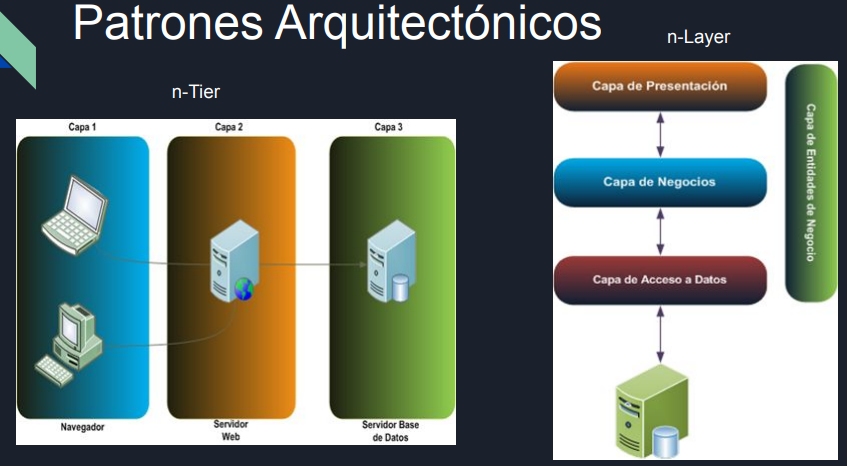 Patrones Arquitectónicos
n-Tier
Capa 1
Capa 2
Capa 3
Navegador
Servidor
Web
Servidor Base
de Datos
n-Layer
Capa de Presentación
Capa de Negocios
Capa de Acceso a Datos
Capa de Entidades de Negocio